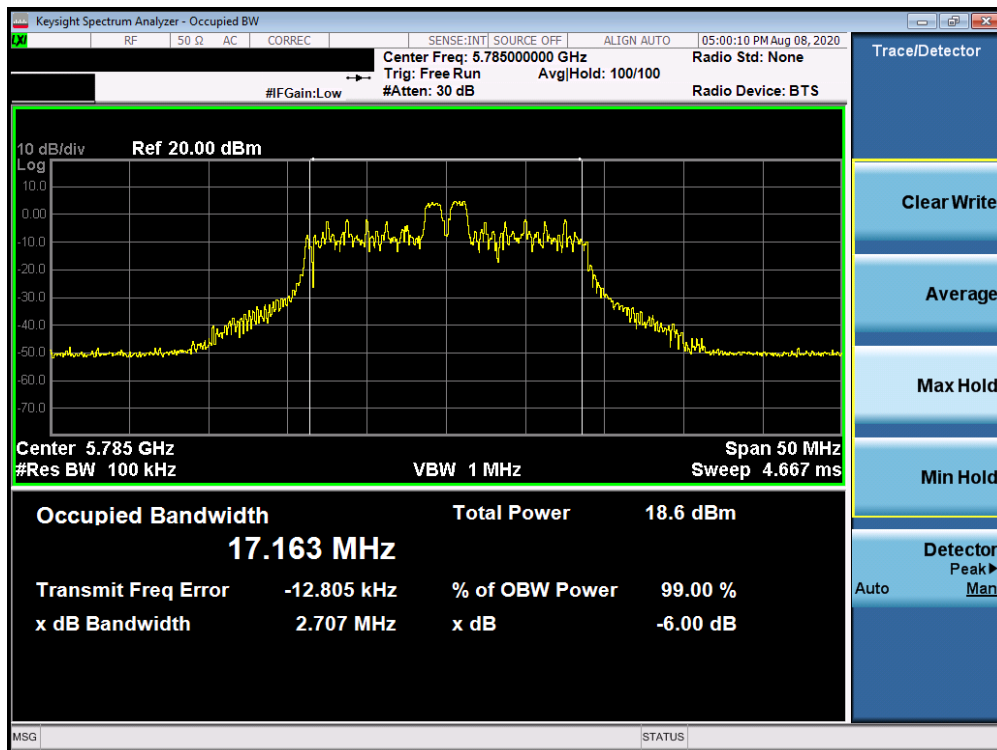 Keysight Spectrum Analyzer - Occupied BW
LXI RF 50 Ω AC CORREC SENSE:INT SOURCE OFF ALIGN AUTO 05:00:10 PM Aug 08, 2020
Center Freq: 5.785000000 GHz Radio Std: None
Trig: Free Run Avg|Hold: 100/100
#IFGain:Low #Atten: 30 dB Radio Device: BTS
10 dB/div Ref 20.00 dBm
Log
10.0
0.00
-10.0
-20.0
-30.0
-40.0
-50.0
-60.0
-70.0
Center 5.785 GHz Span 50 MHz
#Res BW 100 kHz VBW 1 MHz Sweep 4.667 ms
Occupied Bandwidth Total Power 18.6 dBm
17.163 MHz
Transmit Freq Error -12.805 kHz % of OBW Power 99.00 %
x dB Bandwidth 2.707 MHz x dB -6.00 dB
MSG STATUS
Trace/Detector
Clear Write
Average
Max Hold
Min Hold
Detector
Peak▶
Auto Man